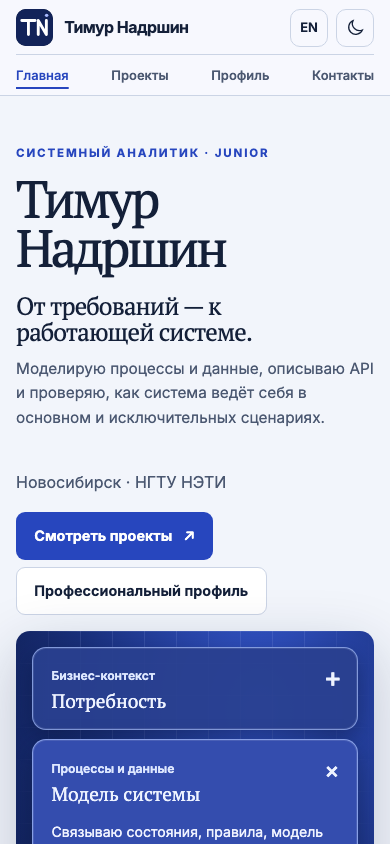 TN
Тимур Надршин
EN
Главная
Проекты
Профиль
Контакты
СИСТЕМНЫЙ АНАЛИТИК · JUNIOR
Тимур
Надршин
От требований — к
работающей системе.
Моделирую процессы и данные, описываю API
и проверяю, как система ведёт себя в
основном и исключительных сценариях.
Новосибирск · НГТУ НЭТИ
Смотреть проекты ↗
Профессиональный профиль
Бизнес-контекст
Потребность
Процессы и данные
Модель системы
Связываю состояния, правила, модель